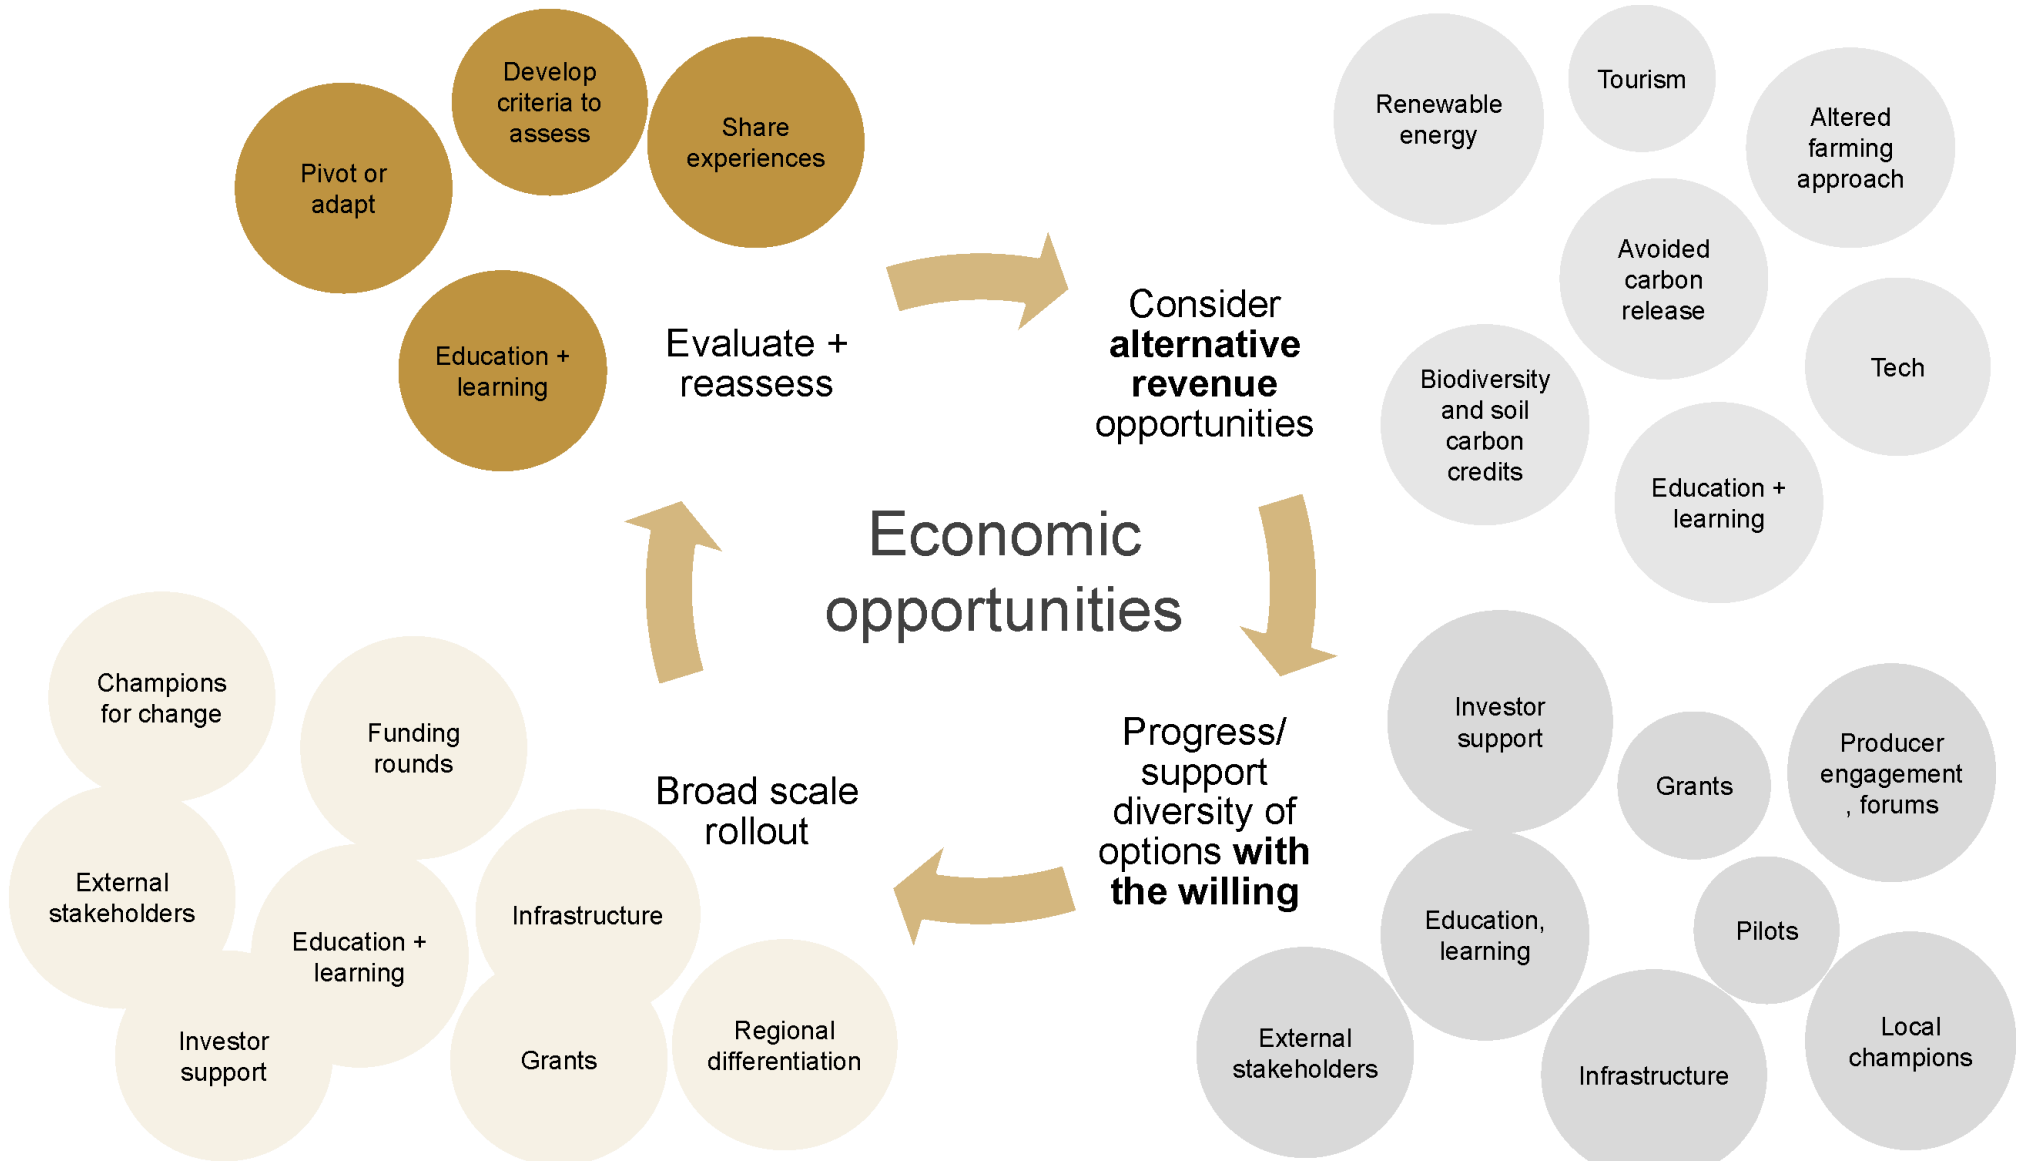 Develop
criteria to
assess
Share
experiences
Pivot or
adapt
Education +
learning
Evaluate +
reassess
Consider
alternative
revenue
opportunities
Renewable
energy
Tourism
Altered
farming
approach
Avoided
carbon
release
Tech
Biodiversity
and soil
carbon
credits
Education +
learning
Economic
opportunities
Progress/
support
diversity of
options with
the willing
Investor
support
Grants
Producer
engagement
, forums
Education,
learning
Pilots
External
stakeholders
Infrastructure
Local
champions
Broad scale
rollout
Champions
for change
Funding
rounds
External
stakeholders
Education +
learning
Infrastructure
Investor
support
Grants
Regional
differentiation